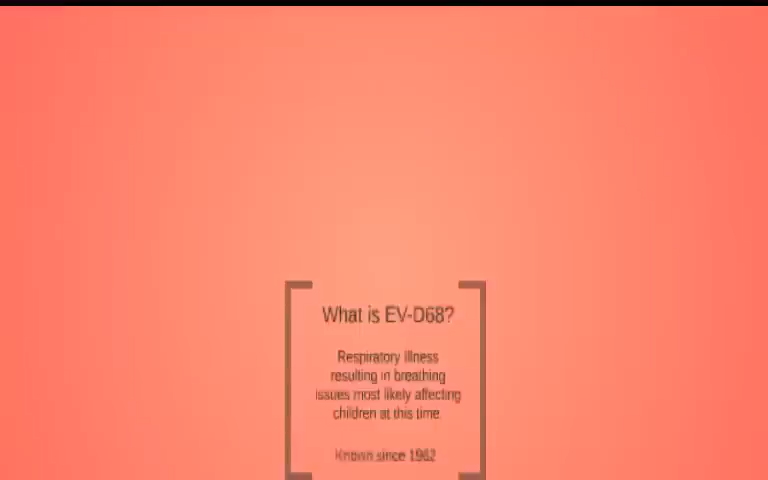 What is EV-D68?
Respiratory illness
resulting in breathing
issues most likely affecting
children at this time
Known since 1962